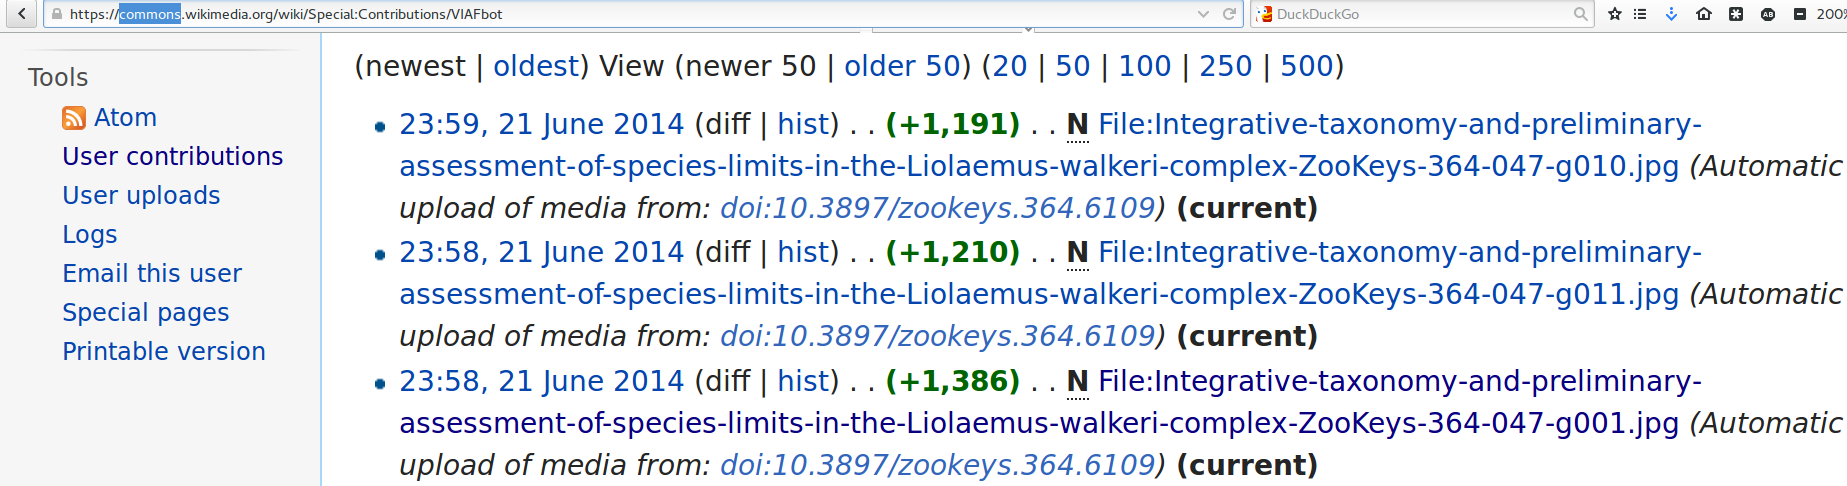 https://commons.wikimedia.org/wiki/Special:Contributions/VIAFbot
DuckDuckGo
ABP
200%
Tools
Atom
User contributions
User uploads
Logs
Email this user
Special pages
Printable version
(newest | oldest) View (newer 50 | older 50) (20 | 50 | 100 | 250 | 500)
23:59, 21 June 2014 (diff | hist) . . (+1,191) . . N File:Integrative-taxonomy-and-preliminary-
assessment-of-species-limits-in-the-Liolaemus-walkeri-complex-ZooKeys-364-047-g010.jpg (Automatic
upload of media from: doi:10.3897/zookeys.364.6109) (current)
23:58, 21 June 2014 (diff | hist) . . (+1,210) . . N File:Integrative-taxonomy-and-preliminary-
assessment-of-species-limits-in-the-Liolaemus-walkeri-complex-ZooKeys-364-047-g011.jpg (Automatic
upload of media from: doi:10.3897/zookeys.364.6109) (current)
23:58, 21 June 2014 (diff | hist) . . (+1,386) . . N File:Integrative-taxonomy-and-preliminary-
assessment-of-species-limits-in-the-Liolaemus-walkeri-complex-ZooKeys-364-047-g001.jpg (Automatic
upload of media from: doi:10.3897/zookeys.364.6109) (current)